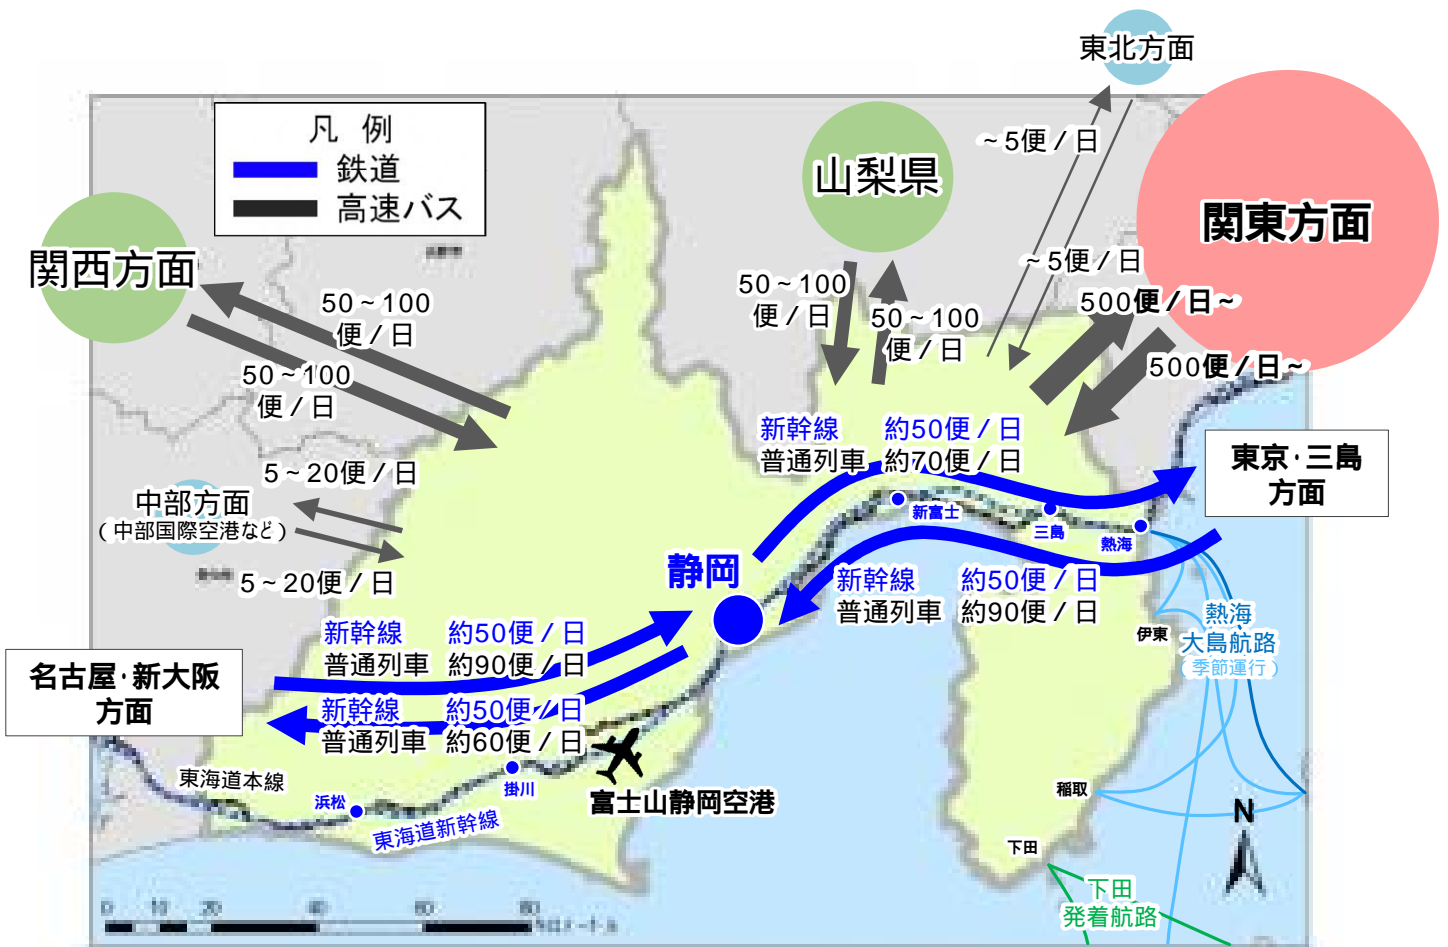 東北方面
凡 例
鉄道
高速バス
~5便/日
山梨県
関東方面
関西方面
~5便/日
50~100
便/日
50~100
便/日
500便/日~
50~100
便/日
500便/日~
50~100
便/日
新幹線 約50便/日
普通列車 約70便/日
東京・三島
方面
5~20便/日
中部方面
(中部国際空港など)
新富士
三島
熱海
5~20便/日
静岡
新幹線 約50便/日
普通列車 約90便/日
熱海
大島航路
(季節運行)
伊東
新幹線 約50便/日
普通列車 約90便/日
名古屋・新大阪
方面
新幹線 約50便/日
普通列車 約60便/日
東海道本線
掛川
浜松
富士山静岡空港
稲取
東海道新幹線
N
下田
下田
発着航路
0 10 20 40 60 80